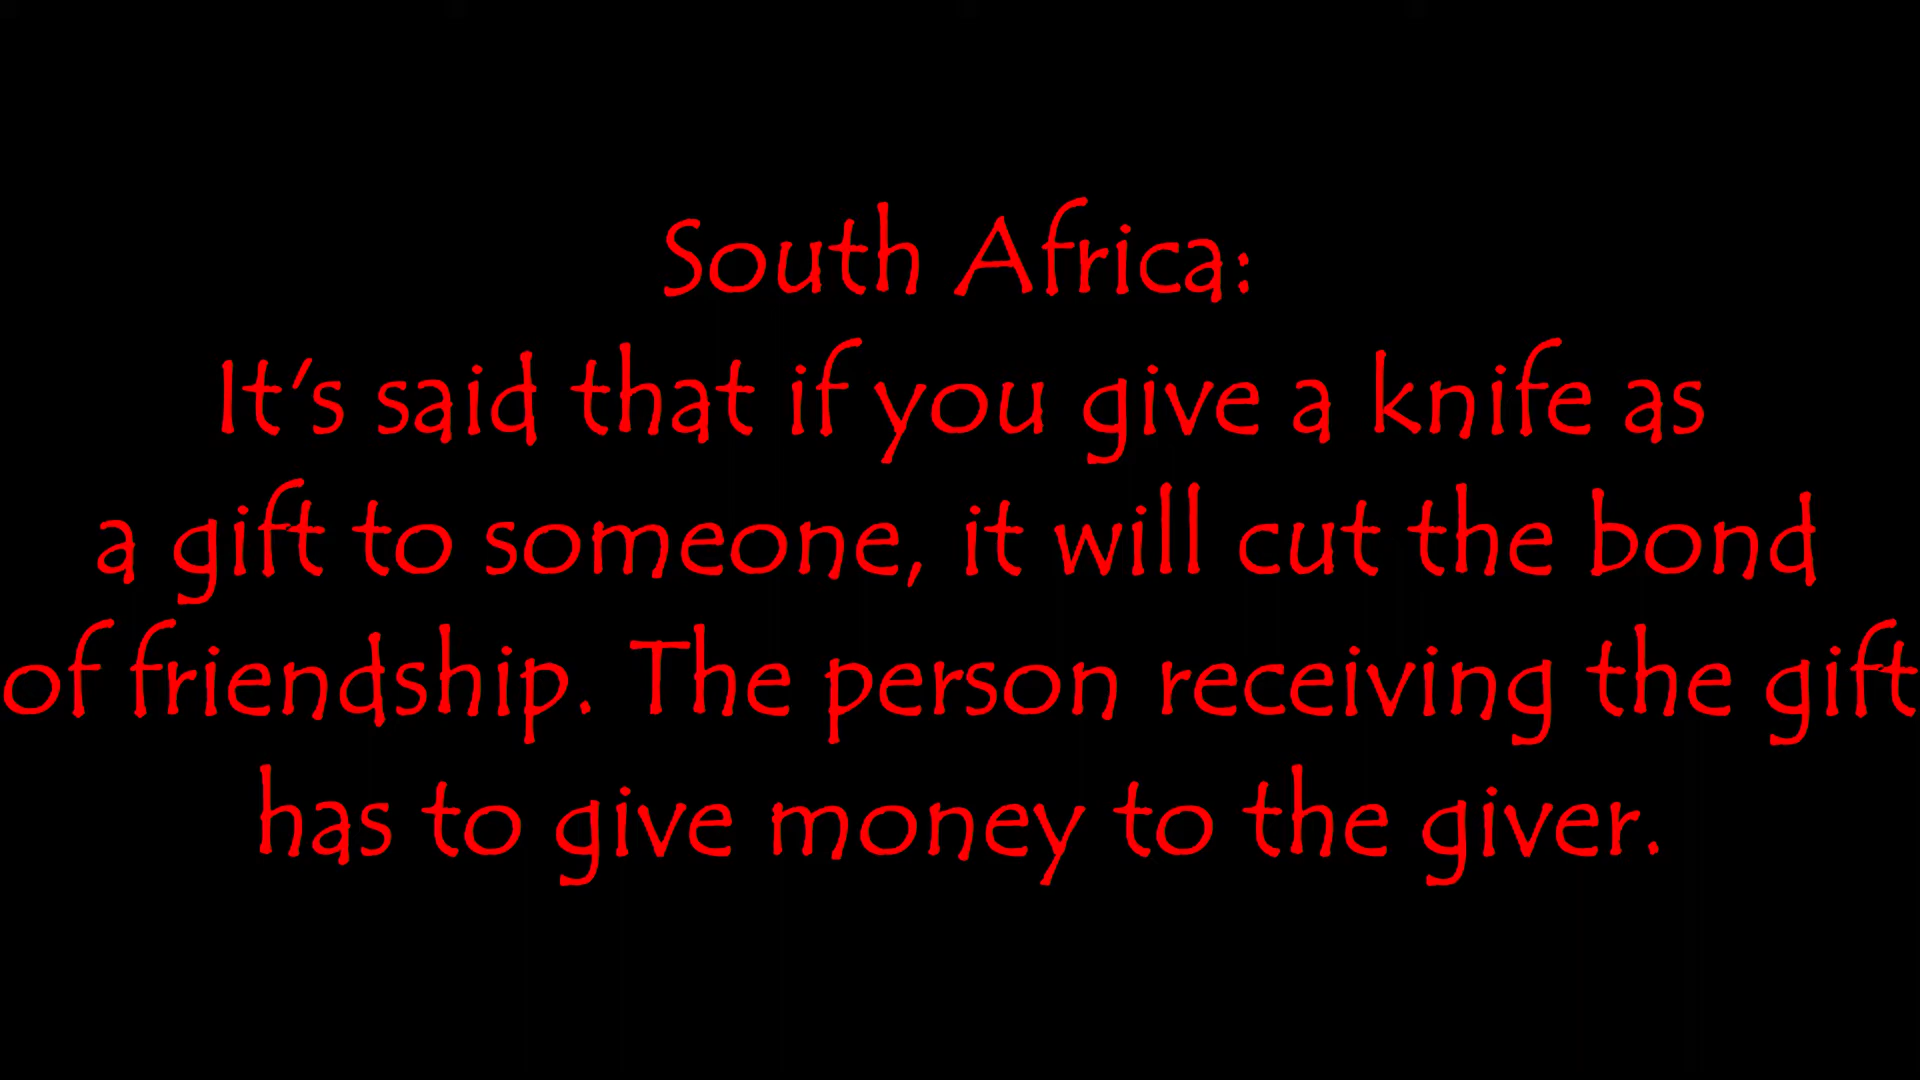 South Africa:
It's said that if you give a knife as
a gift to someone, it will cut the bond
of friendship. The person receiving the gift
has to give money to the giver.